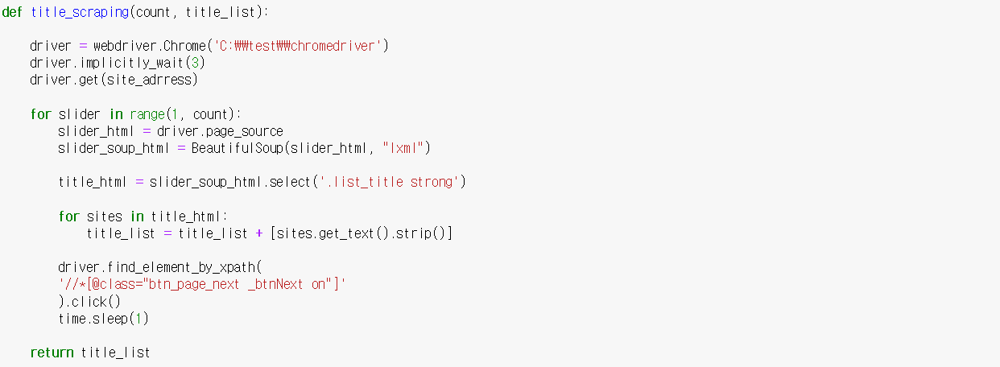 def title_scraping(count, title_list):
    driver = webdriver.Chrome('C:₩₩test₩₩chromedriver')
    driver.implicitly_wait(3)
    driver.get(site_adrress)
    for slider in range(1, count):
        slider_html = driver.page_source
        slider_soup_html = BeautifulSoup(slider_html, "lxml")
        title_html = slider_soup_html.select('.list_title strong')
        for sites in title_html:
            title_list = title_list + [sites.get_text().strip()]
        driver.find_element_by_xpath(
        '//*[@class="btn_page_next _btnNext on"]'
        ).click()
        time.sleep(1)
    return title_list